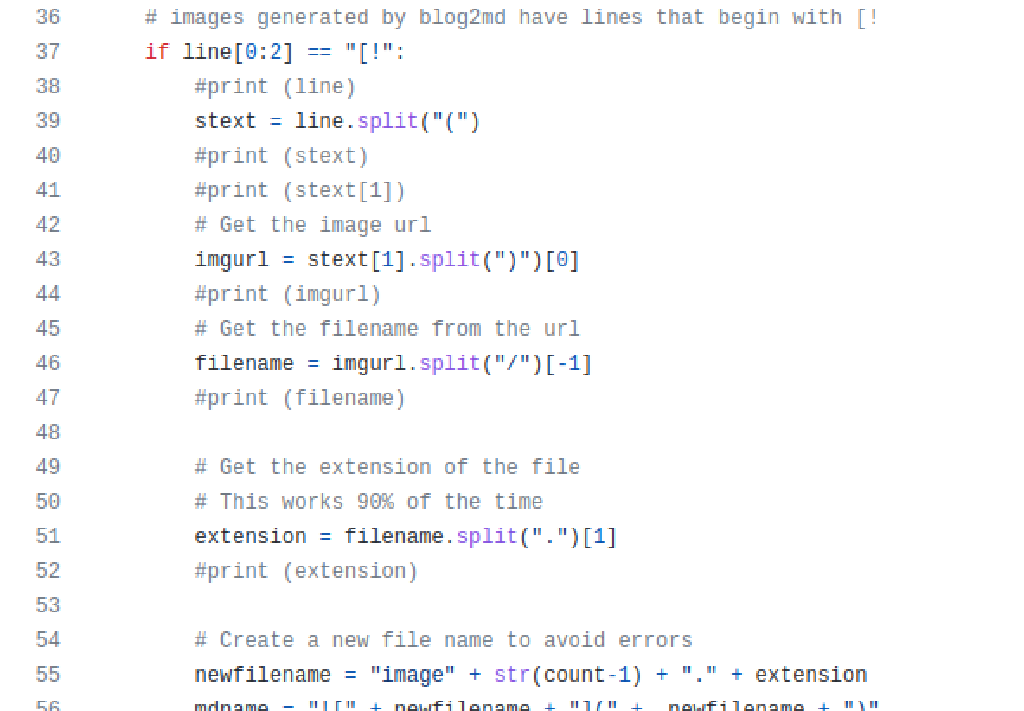 36 # images generated by blog2md have lines that begin with [!
37 if line[0:2] == "[!":
38 #print (line)
39 stext = line.split("(")
40 #print (stext)
41 #print (stext[1])
42 # Get the image url
43 imgurl = stext[1].split(")")[0]
44 #print (imgurl)
45 # Get the filename from the url
46 filename = imgurl.split("/")[-1]
47 #print (filename)
48
49 # Get the extension of the file
50 # This works 90% of the time
51 extension = filename.split(".")[1]
52 #print (extension)
53
54 # Create a new file name to avoid errors
55 newfilename = "image" + str(count-1) + "." + extension
56 mdname = "![" + newfilename + "](" + newfilename + ")"